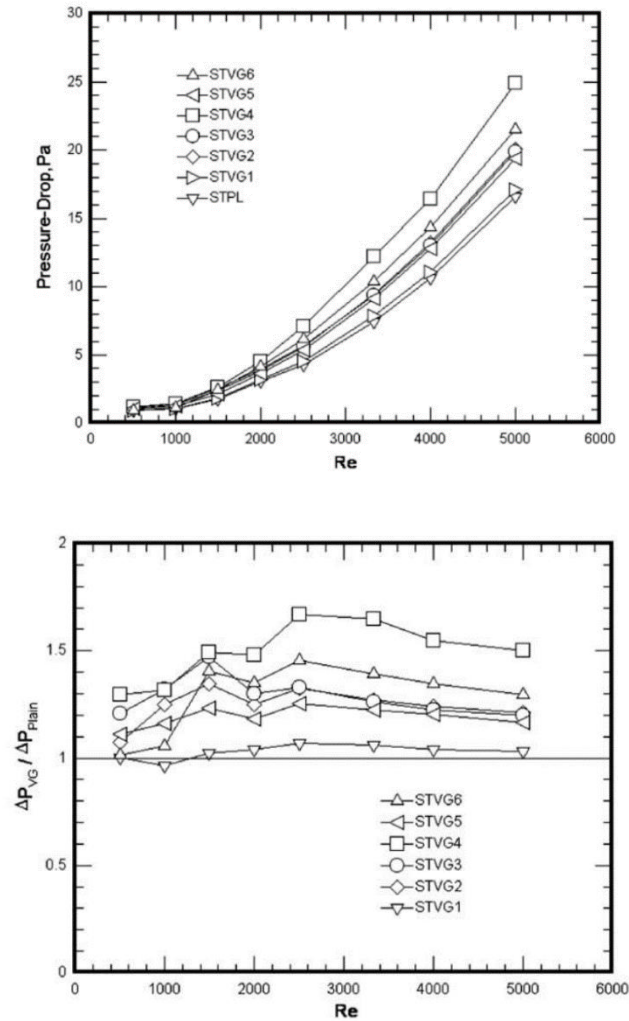 30
25
20
15
10
5
0
Pressure-Drop,Pa
STVG6
STVG5
STVG4
STVG3
STVG2
STVG1
STPL
0 1000 2000 3000 4000 5000 6000
Re
2
1.5
1
0.5
0
ΔP_VG / ΔP_Plain
STVG6
STVG5
STVG4
STVG3
STVG2
STVG1
0 1000 2000 3000 4000 5000 6000
Re